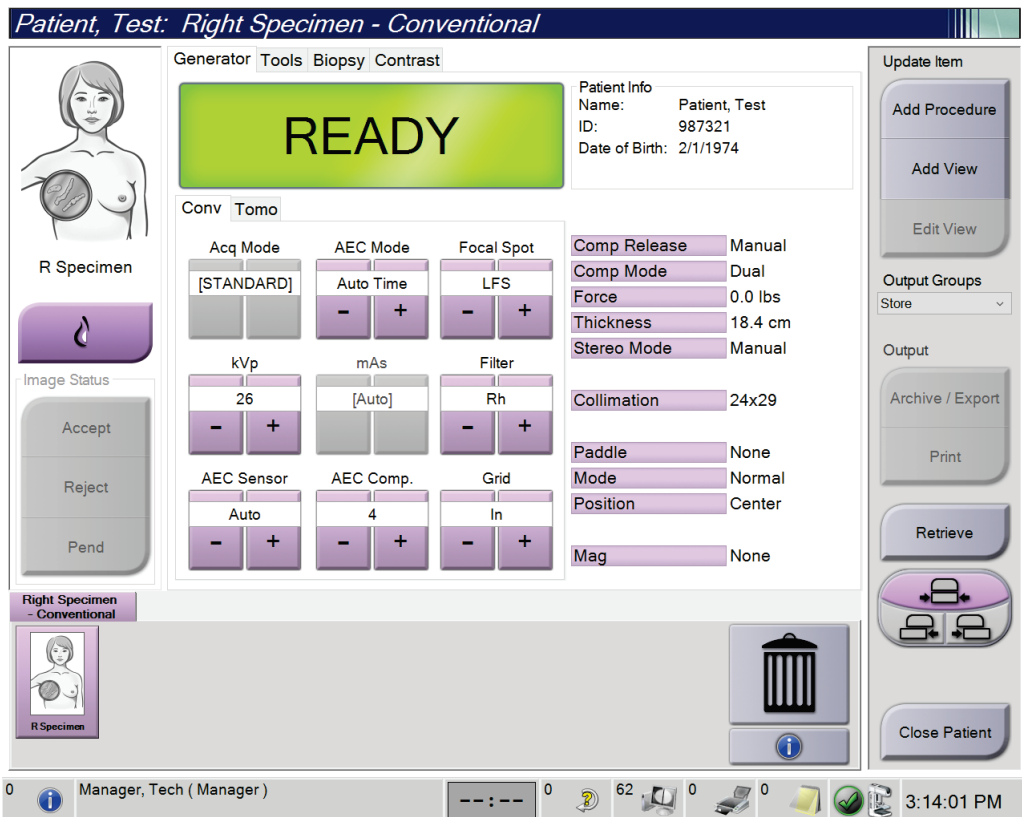 Patient, Test: Right Specimen - Conventional
R Specimen
Image Status
Accept
Reject
Pend
Generator Tools Biopsy Contrast
READY
Patient Info
Name: Patient, Test
ID: 987321
Date of Birth: 2/1/1974
Conv Tomo
Acq Mode AEC Mode Focal Spot
[STANDARD] Auto Time LFS
- + - +
kVp mAs Filter
26 [Auto] Rh
- + - +
AEC Sensor AEC Comp. Grid
Auto 4 In
- + - + - +
Comp Release Manual
Comp Mode Dual
Force 0.0 lbs
Thickness 18.4 cm
Stereo Mode Manual
Collimation 24x29
Paddle None
Mode Normal
Position Center
Mag None
Update Item
Add Procedure
Add View
Edit View
Output Groups
Store
Output
Archive / Export
Print
Retrieve
Close Patient
Right Specimen
- Conventional
R Specimen
0 Manager, Tech ( Manager ) --:-- 0 62 0 0 3:14:01 PM